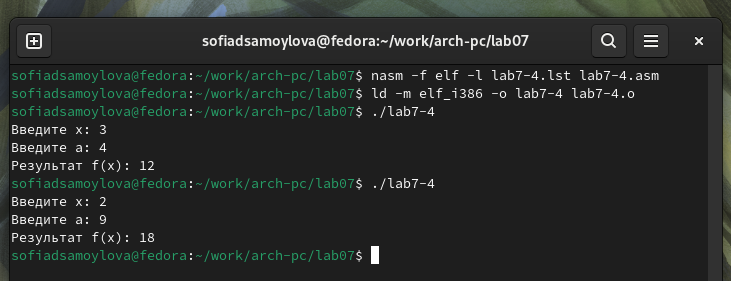 sofiadsamoylova@fedora:~/work/arch-pc/lab07
sofiadsamoylova@fedora:~/work/arch-pc/lab07$ nasm -f elf -l lab7-4.lst lab7-4.asm
sofiadsamoylova@fedora:~/work/arch-pc/lab07$ ld -m elf_i386 -o lab7-4 lab7-4.o
sofiadsamoylova@fedora:~/work/arch-pc/lab07$ ./lab7-4
Введите x: 3
Введите a: 4
Результат f(x): 12
sofiadsamoylova@fedora:~/work/arch-pc/lab07$ ./lab7-4
Введите x: 2
Введите a: 9
Результат f(x): 18
sofiadsamoylova@fedora:~/work/arch-pc/lab07$